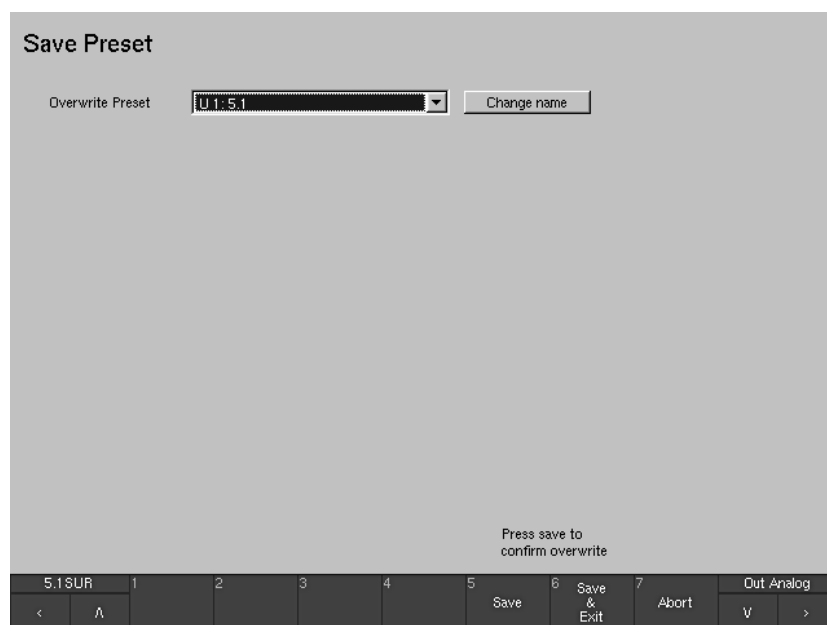 Save Preset
Overwrite Preset
U 1: 5.1
Change name
Press save to
confirm overwrite
5.1SUR
1
2
3
4
5
Save
6
Save
&
Exit
7
Abort
Out Analog
<
Λ
V
>